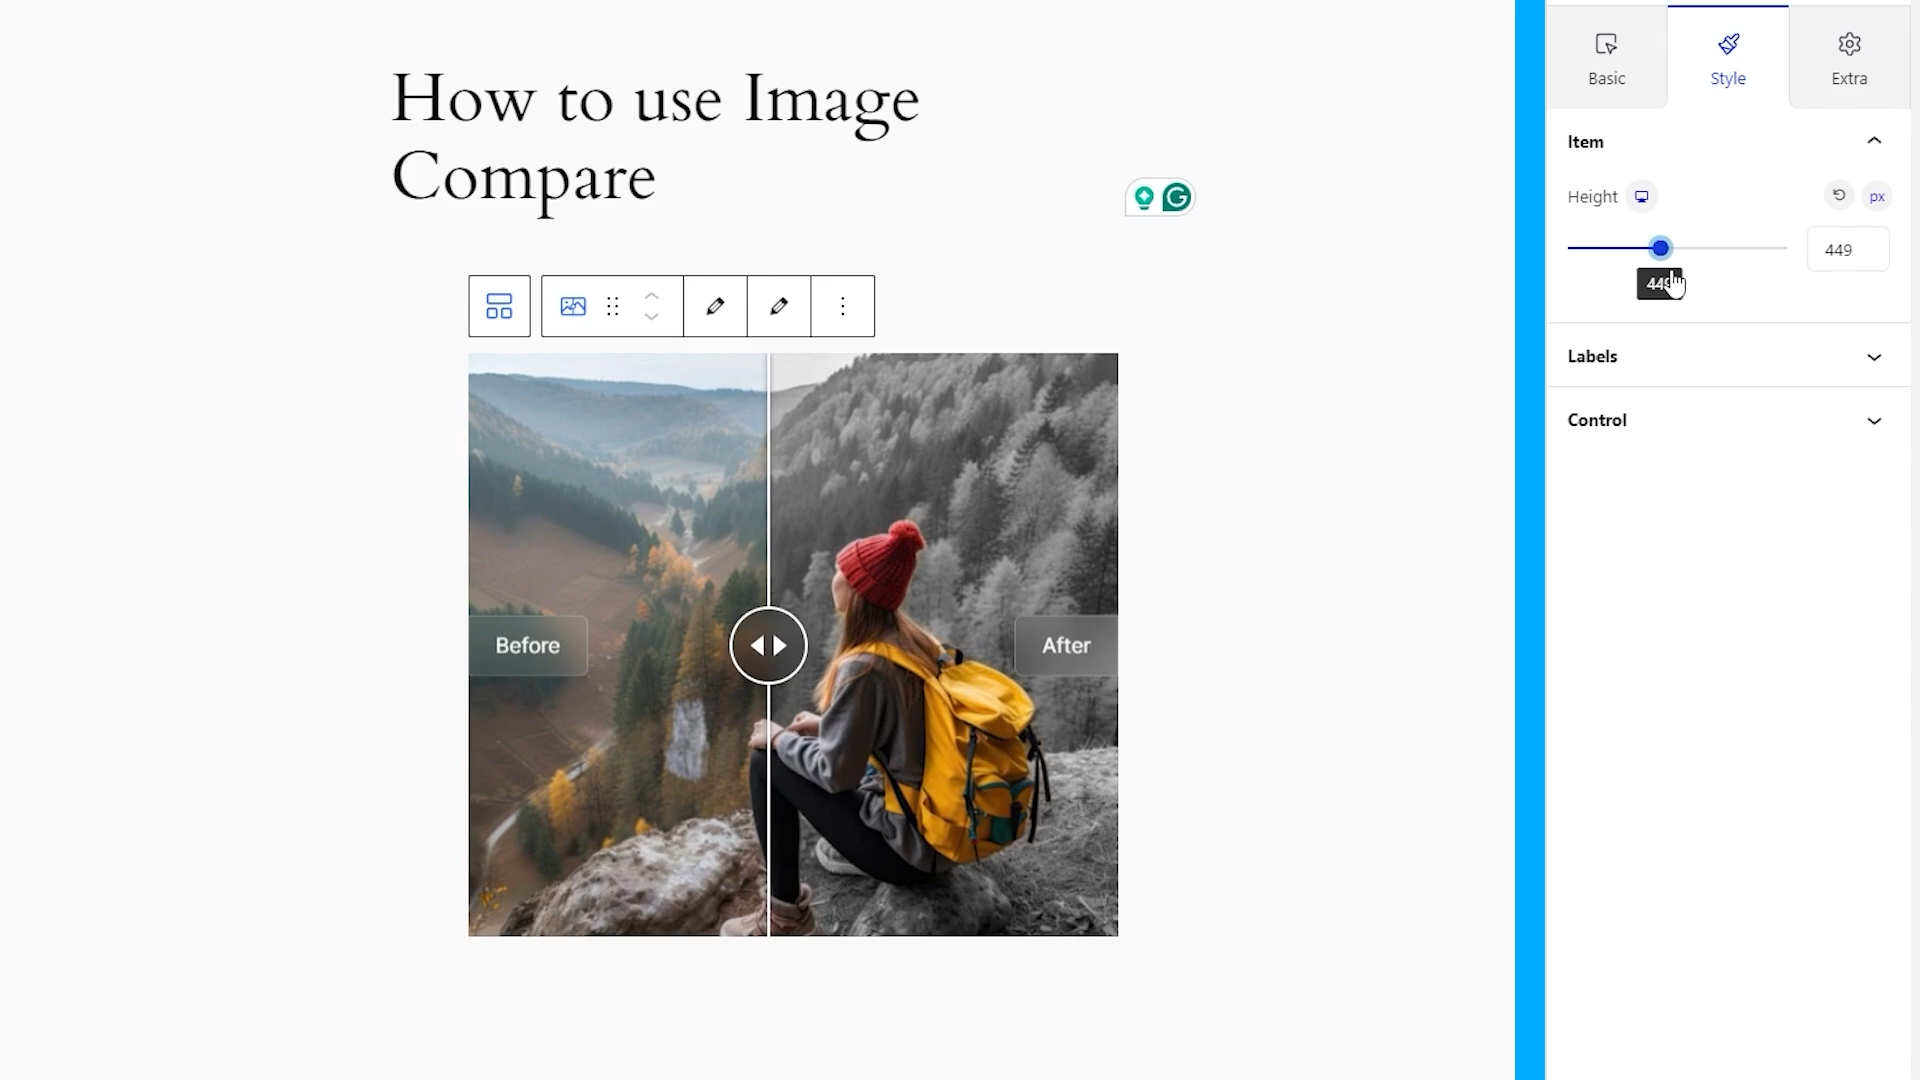 How to use Image
Compare
Before
After
Basic
Style
Extra
Item
Height
px
449
Labels
Control